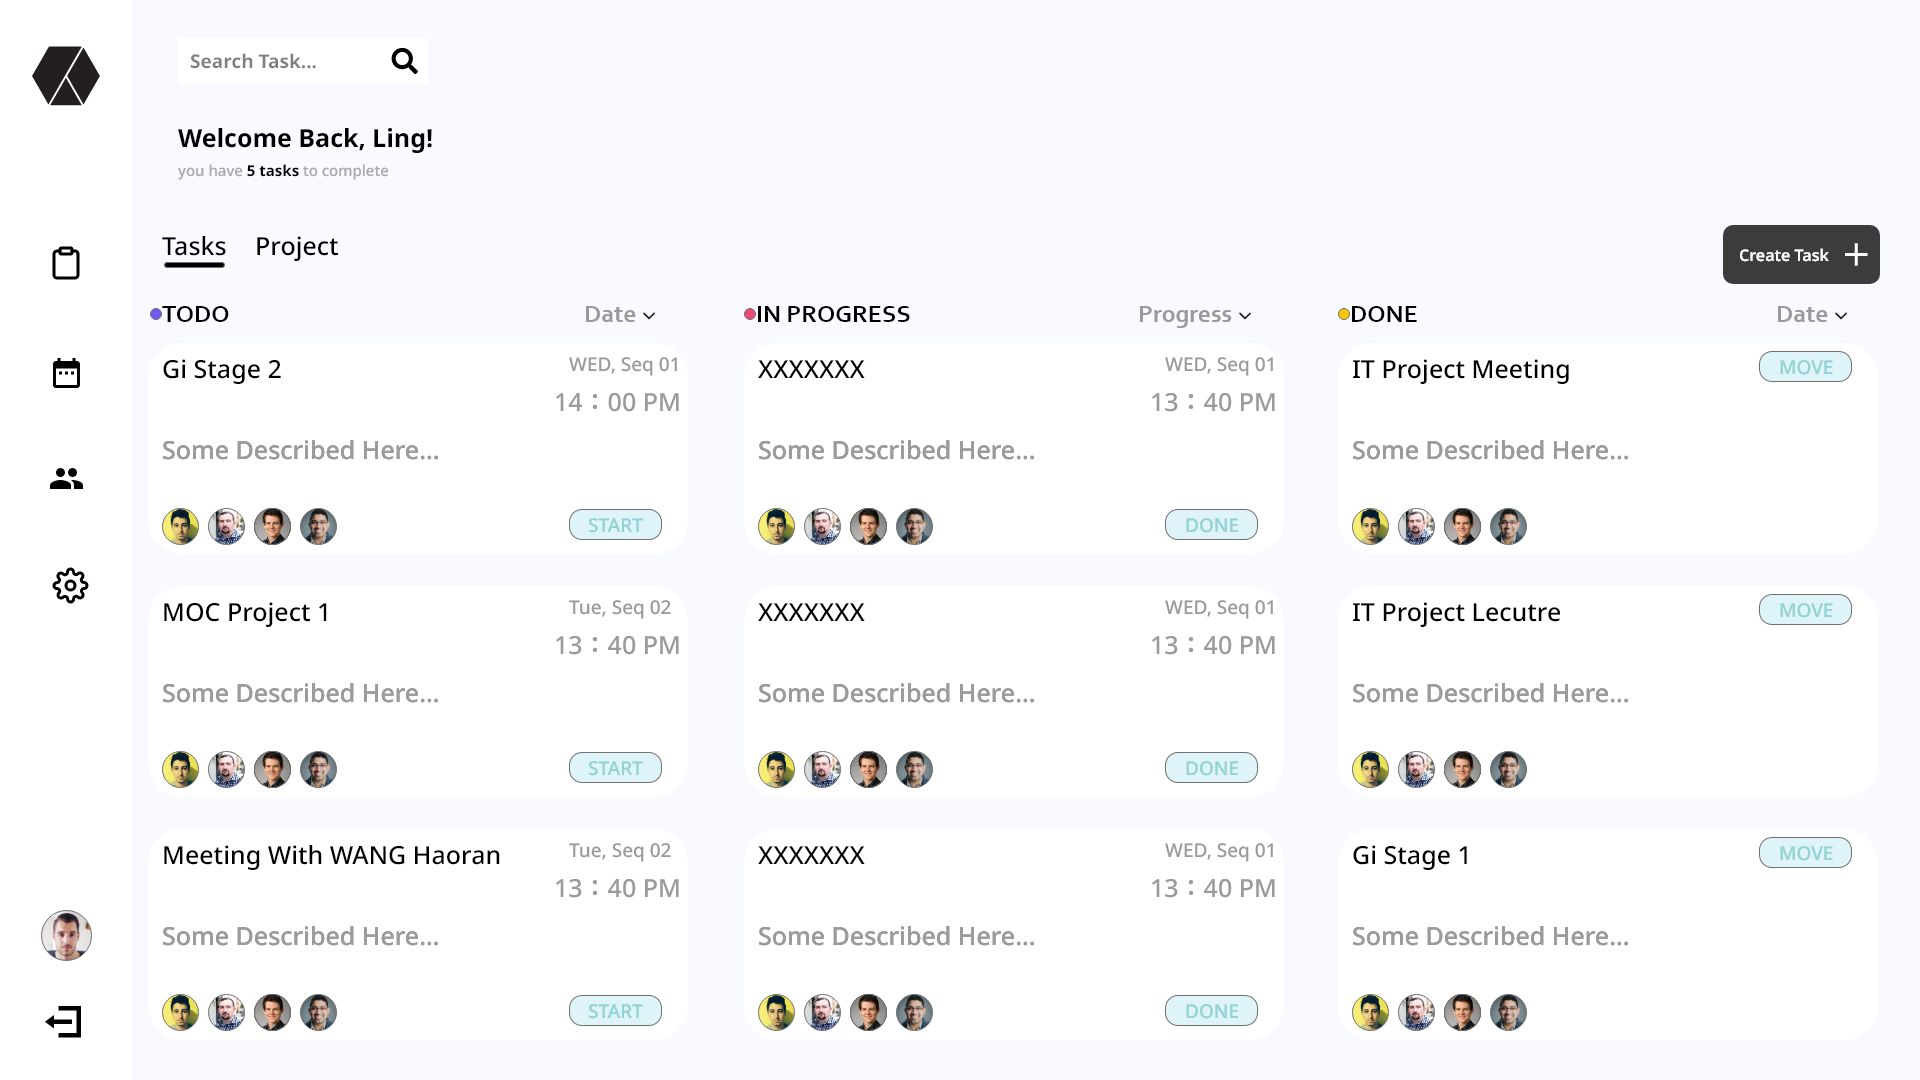 Search Task...
Welcome Back, Ling!
you have 5 tasks to complete
Tasks Project
Create Task
TODO Date
IN PROGRESS Progress
DONE Date
Gi Stage 2
WED, Seq 01
14 : 00 PM
Some Described Here...
START
XXXXXXX
WED, Seq 01
13 : 40 PM
Some Described Here...
DONE
IT Project Meeting
MOVE
Some Described Here...
MOC Project 1
Tue, Seq 02
13 : 40 PM
Some Described Here...
START
XXXXXXX
WED, Seq 01
13 : 40 PM
Some Described Here...
DONE
IT Project Lecutre
MOVE
Some Described Here...
Meeting With WANG Haoran
Tue, Seq 02
13 : 40 PM
Some Described Here...
START
XXXXXXX
WED, Seq 01
13 : 40 PM
Some Described Here...
DONE
Gi Stage 1
MOVE
Some Described Here...